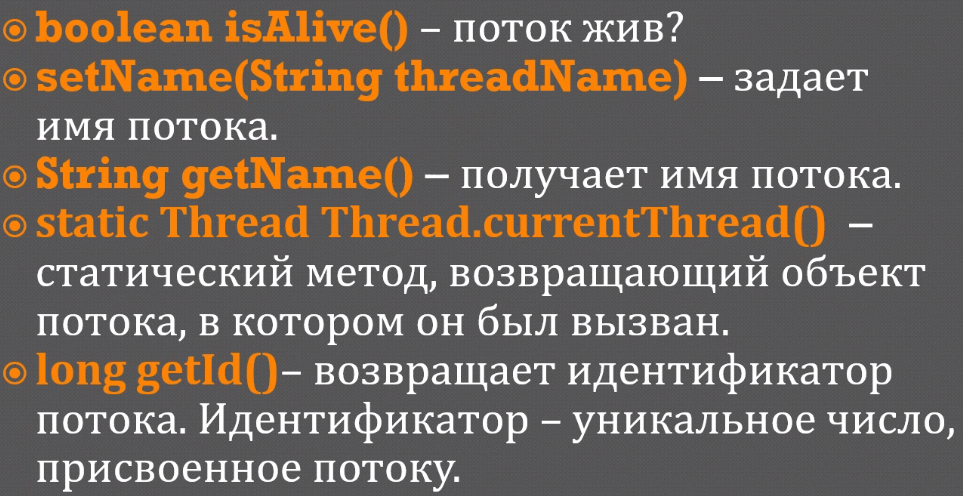 boolean isAlive() – поток жив?
setName(String threadName) – задает
имя потока.
String getName() – получает имя потока.
static Thread Thread.currentThread() –
статический метод, возвращающий объект
потока, в котором он был вызван.
long getId()– возвращает идентификатор
потока. Идентификатор – уникальное число,
присвоенное потоку.